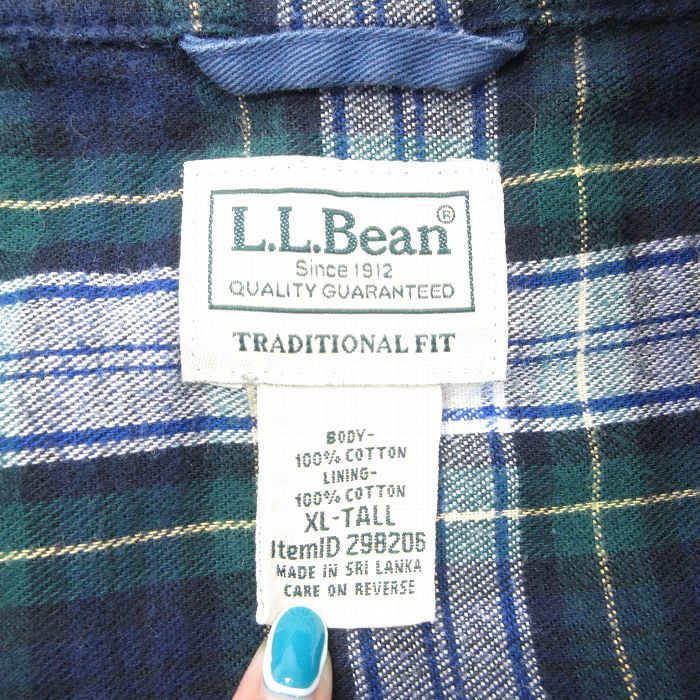 L.L.Bean®
Since 1912
QUALITY GUARANTEED
TRADITIONAL FIT
BODY-
100% COTTON
LINING-
100% COTTON
XL-TALL
ItemID 298206
MADE IN SRI LANKA
CARE ON REVERSE